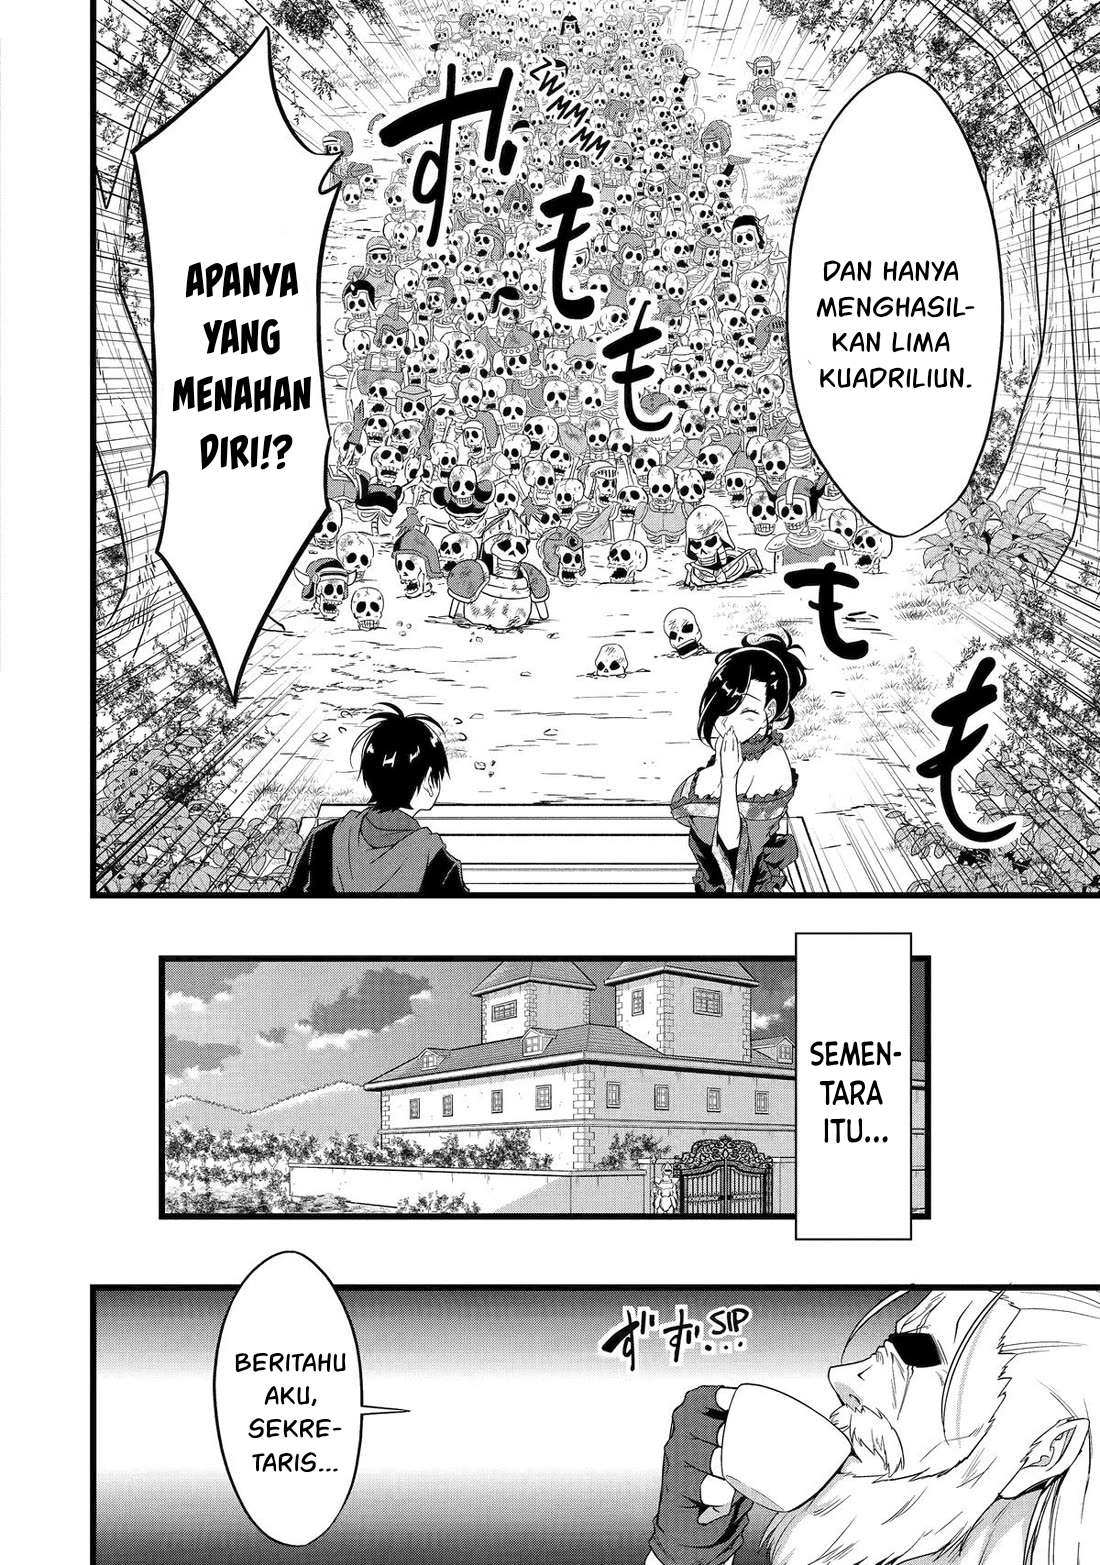 DAN HANYA
MENGHASIL-
KAN LIMA
KUADRILIUN.
ZWMM...MM
ずももももも
APANYA
YANG
MENAHAN
DIRI!?
SEMEN-
TARA
ITU...
SIP
ずず...
BERITAHU
AKU,
SEKRE-
TARIS...